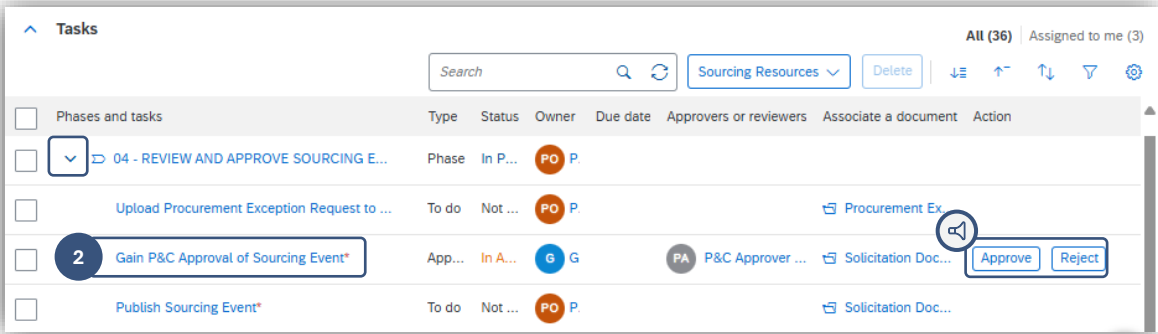 Tasks
All (36) Assigned to me (3)
Search Sourcing Resources Delete
Phases and tasks Type Status Owner Due date Approvers or reviewers Associate a document Action
04 - REVIEW AND APPROVE SOURCING E... Phase In P... PO P.
Upload Procurement Exception Request to ... To do Not ... PO P. Procurement Ex...
2 Gain P&C Approval of Sourcing Event* App... In A... G G PA P&C Approver ... Solicitation Doc... Approve Reject
Publish Sourcing Event* To do Not ... PO P. Solicitation Doc...